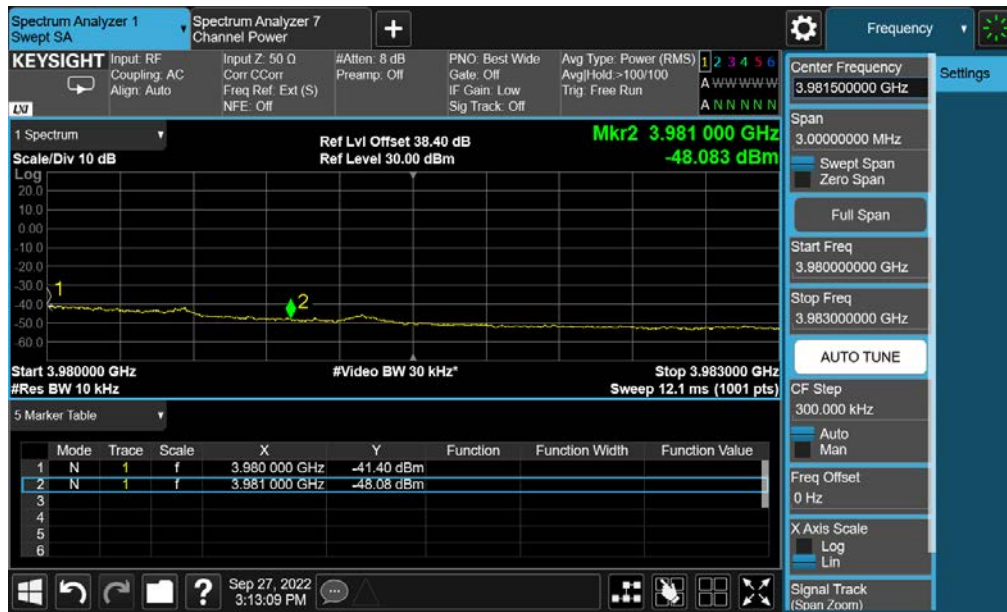 Spectrum Analyzer 1
Swept SA
Spectrum Analyzer 7
Channel Power
Frequency
KEYSIGHT
LXI
Input: RF
Coupling: AC
Align: Auto
Input Z: 50 Ω
Corr CCorr
Freq Ref: Ext (S)
NFE: Off
#Atten: 8 dB
Preamp: Off
PNO: Best Wide
Gate: Off
IF Gain: Low
Sig Track: Off
Avg Type: Power (RMS)
Avg|Hold:>100/100
Trig: Free Run
1 2 3 4 5 6
A W W W W W
A N N N N N
1 Spectrum
Scale/Div 10 dB
Ref Lvl Offset 38.40 dB
Ref Level 30.00 dBm
Mkr2 3.981 000 GHz
-48.083 dBm
Log
20.0
10.0
0.00
-10.0
-20.0
-30.0
-40.0
-50.0
-60.0
1
2
Start 3.980000 GHz
#Res BW 10 kHz
#Video BW 30 kHz*
Stop 3.983000 GHz
Sweep 12.1 ms (1001 pts)
5 Marker Table
Mode Trace Scale X Y Function Function Width Function Value
1 N 1 f 3.980 000 GHz -41.40 dBm
2 N 1 f 3.981 000 GHz -48.08 dBm
3
4
5
6
Sep 27, 2022
3:13:09 PM
Center Frequency
3.981500000 GHz
Span
3.00000000 MHz
Swept Span
Zero Span
Full Span
Start Freq
3.980000000 GHz
Stop Freq
3.983000000 GHz
AUTO TUNE
CF Step
300.000 kHz
Auto
Man
Freq Offset
0 Hz
X Axis Scale
Log
Lin
Signal Track
(Span Zoom)
Settings